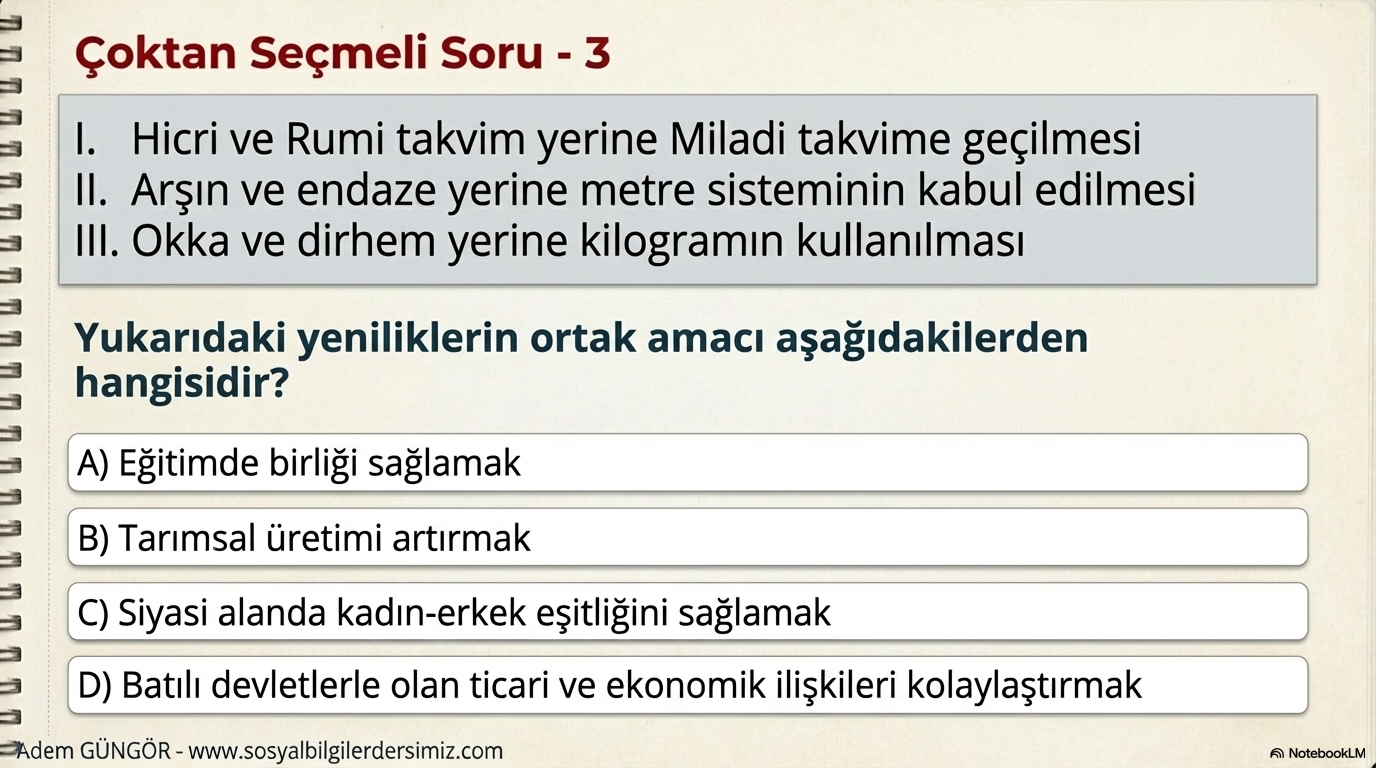 Çoktan Seçmeli Soru - 3
I. Hicri ve Rumi takvim yerine Miladi takvime geçilmesi
II. Arşın ve endaze yerine metre sisteminin kabul edilmesi
III. Okka ve dirhem yerine kilogramın kullanılması
Yukarıdaki yeniliklerin ortak amacı aşağıdakilerden
hangisidir?
A) Eğitimde birliği sağlamak
B) Tarımsal üretimi artırmak
C) Siyasi alanda kadın-erkek eşitliğini sağlamak
D) Batılı devletlerle olan ticari ve ekonomik ilişkileri kolaylaştırmak
Adem GÜNGÖR - www.sosyalbilgilerdersimiz.com
NotebookLM